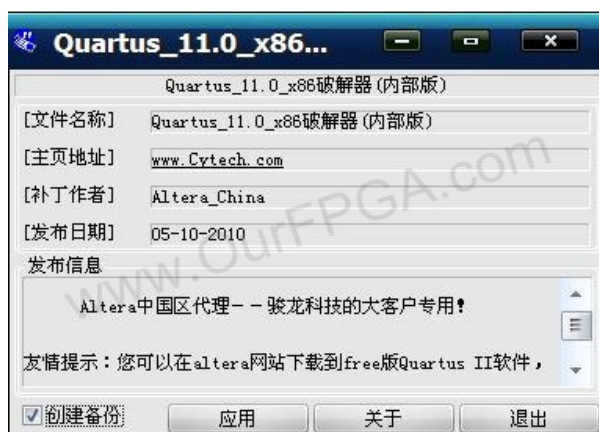 Quartus_11.0_x86...
Quartus_11.0_x86破解器(内部版)
[文件名称] Quartus_11.0_x86破解器(内部版)
[主页地址] www.Cytech.com
[补丁作者] Altera_China
[发布日期] 05-10-2010
发布信息
Altera中国区代理--骏龙科技的大客户专用!
友情提示:您可以在altera网站下载到free版Quartus II软件,
创建备份 应用 关于 退出
www.OurFPGA.com